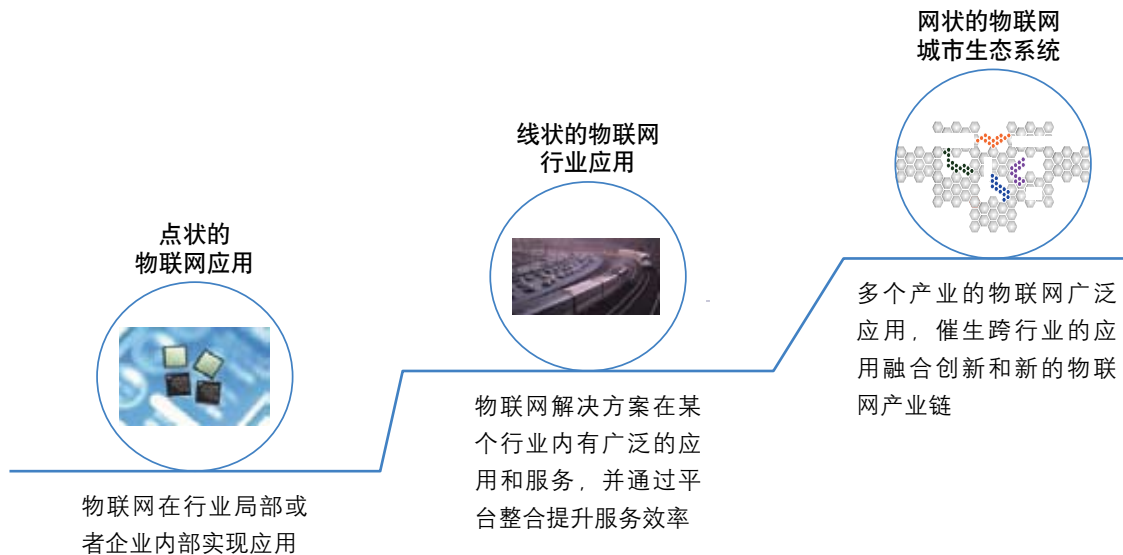 点状的
物联网应用
物联网在行业局部或
者企业内部实现应用
线状的物联网
行业应用
物联网解决方案在某
个行业内有广泛的应
用和服务，并通过平
台整合提升服务效率
网状的物联网
城市生态系统
多个产业的物联网广泛
应用，催生跨行业的应
用融合创新和新的物联
网产业链